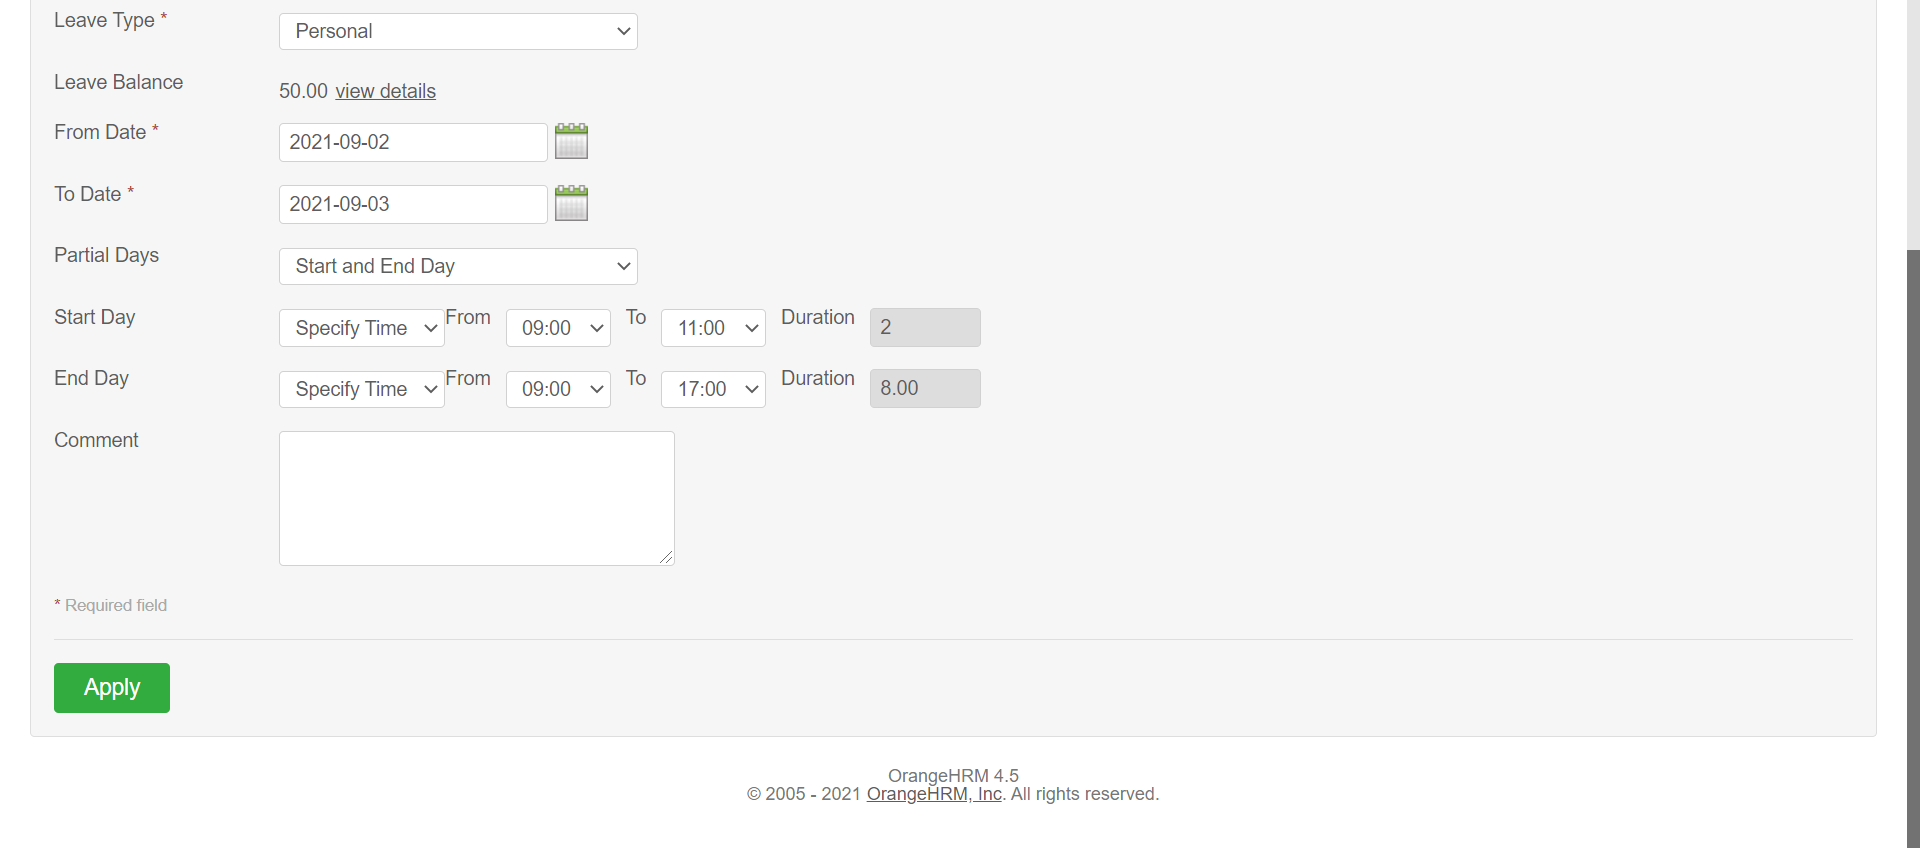 Leave Type *
Personal
Leave Balance
50.00 view details
From Date *
2021-09-02
To Date *
2021-09-03
Partial Days
Start and End Day
Start Day
Specify Time From 09:00 To 11:00 Duration 2
End Day
Specify Time From 09:00 To 17:00 Duration 8.00
Comment
* Required field
Apply
OrangeHRM 4.5
© 2005 - 2021 OrangeHRM, Inc. All rights reserved.